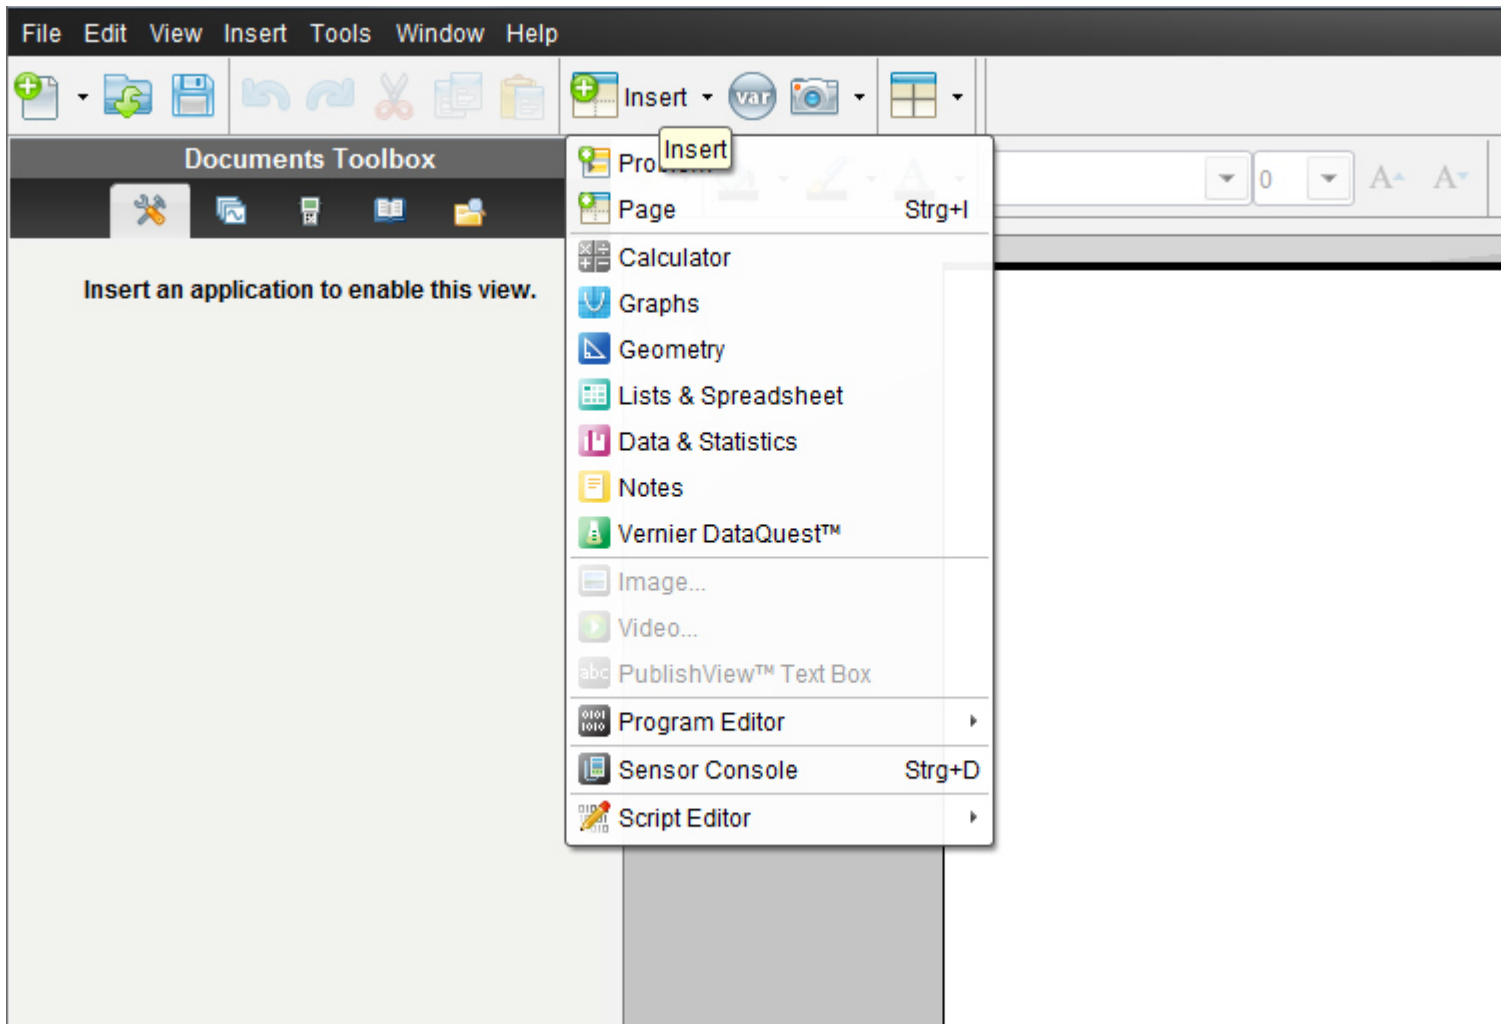 File Edit View Insert Tools Window Help
Insert var
Insert
Documents Toolbox
0 A A
Page Strg+I
Insert an application to enable this view.
Calculator
Graphs
Geometry
Lists & Spreadsheet
Data & Statistics
Notes
Vernier DataQuest™
Image...
Video...
abc PublishView™ Text Box
Program Editor
Sensor Console Strg+D
Script Editor